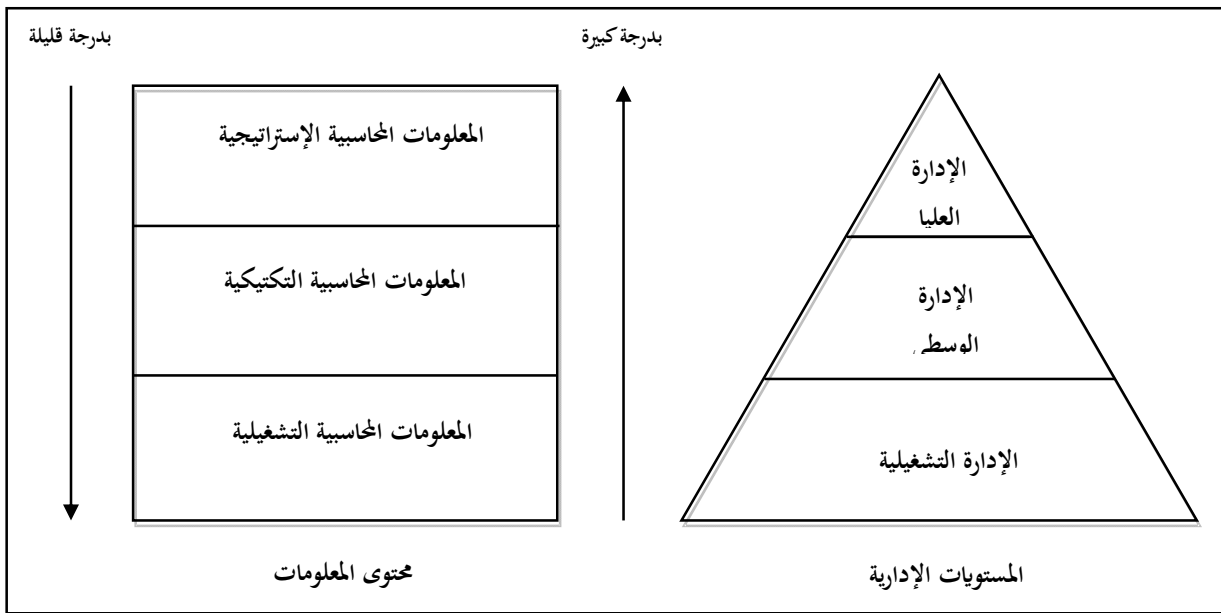 بدرجة كبيرة
بدرجة قليلة
الإدارة
العليا
الإدارة
الوسطى
الإدارة التشغيلية
المعلومات المحاسبية الإستراتيجية
المعلومات المحاسبية التكتيكية
المعلومات المحاسبية التشغيلية
المستويات الإدارية
محتوى المعلومات